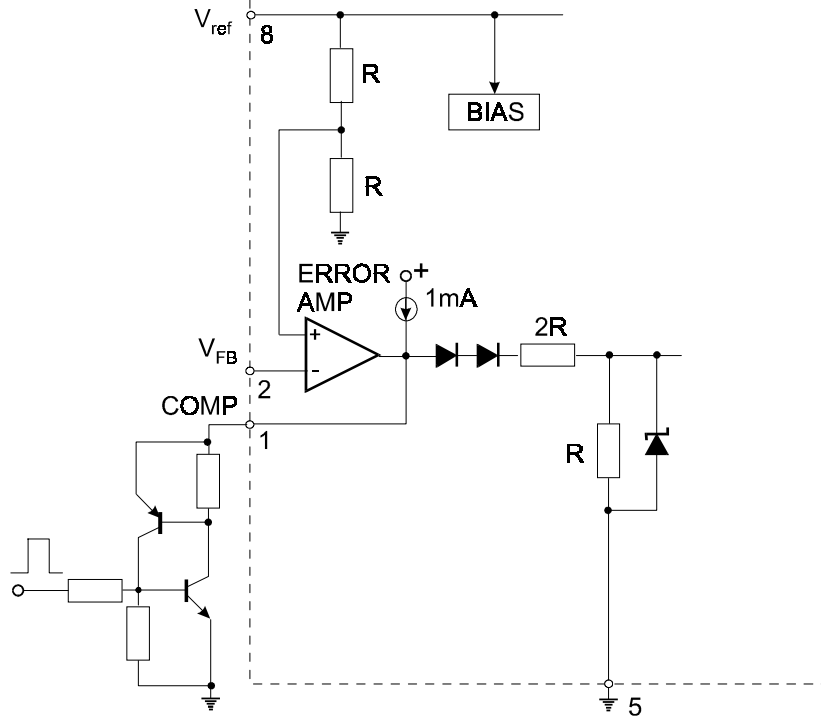 Vref
8
R
BIAS
R
ERROR
AMP
+
1mA
+
-
2R
VFB
2
COMP
1
R
5